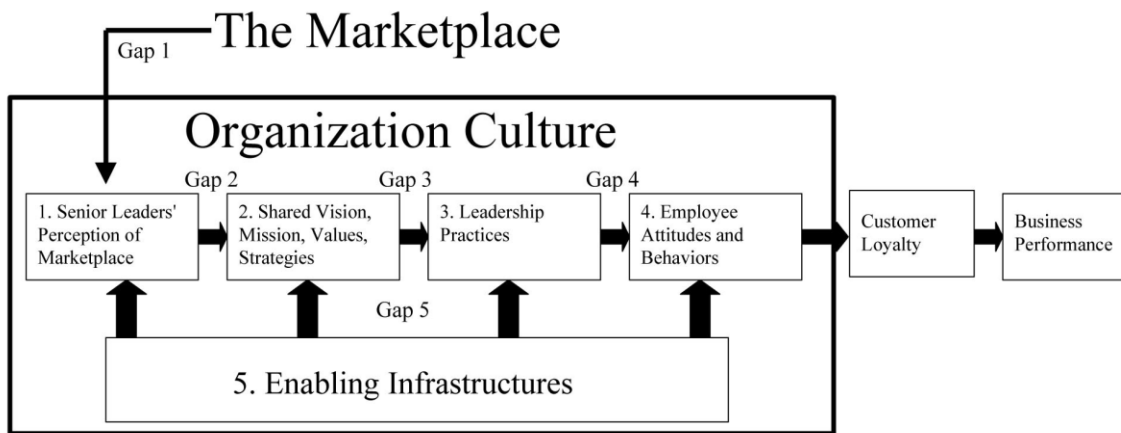 The Marketplace
Gap 1
Organization Culture
Gap 2
Gap 3
Gap 4
1. Senior Leaders'
Perception of
Marketplace
2. Shared Vision,
Mission, Values,
Strategies
3. Leadership
Practices
4. Employee
Attitudes and
Behaviors
Customer
Loyalty
Business
Performance
Gap 5
5. Enabling Infrastructures